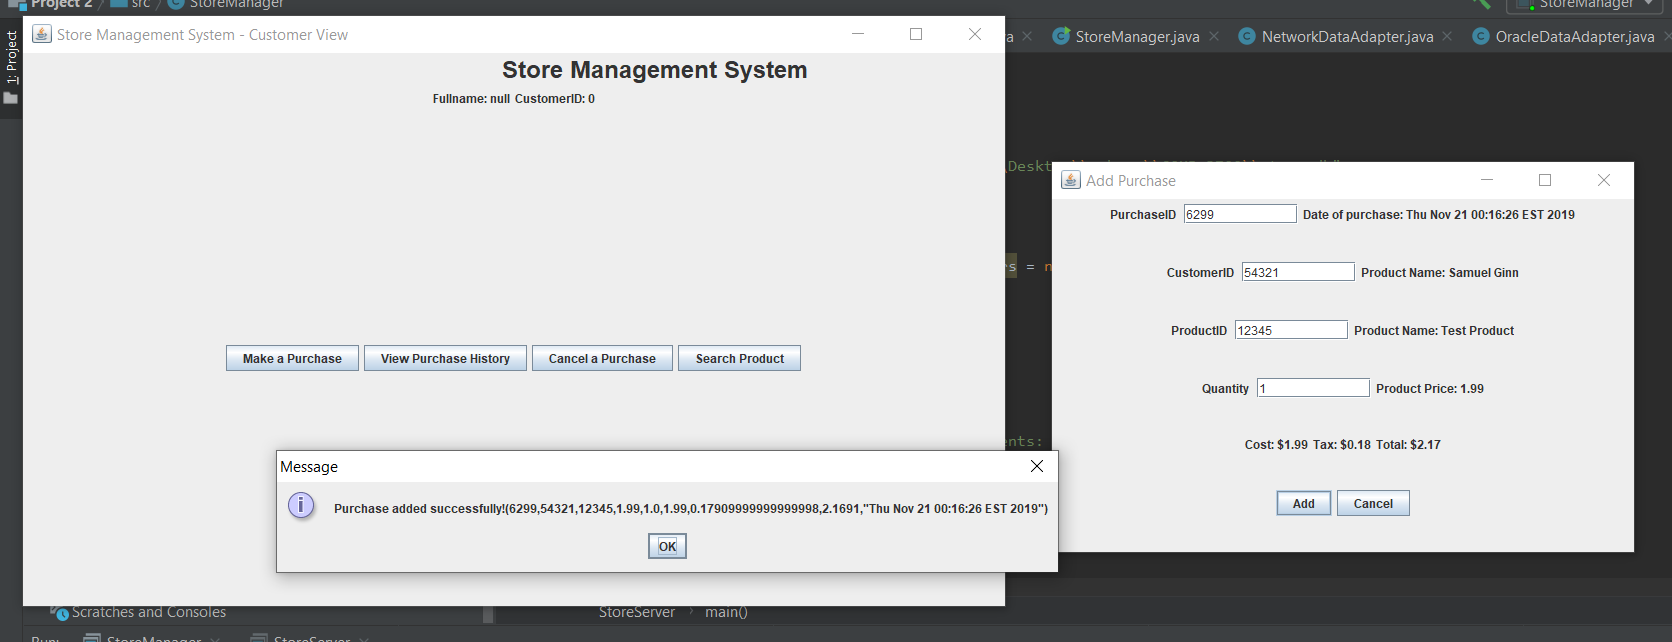 Project 2 src StoreManager
StoreManager
1: Project
StoreManager.java NetworkDataAdapter.java OracleDataAdapter.java
Store Management System - Customer View
Store Management System
Fullname: null CustomerID: 0
Make a Purchase View Purchase History Cancel a Purchase Search Product
Message
Purchase added successfully!(6299,54321,12345,1.99,1.0,1.99,0.17909999999999998,2.1691,"Thu Nov 21 00:16:26 EST 2019")
OK
Add Purchase
PurchaseID 6299 Date of purchase: Thu Nov 21 00:16:26 EST 2019
CustomerID 54321 Product Name: Samuel Ginn
ProductID 12345 Product Name: Test Product
Quantity 1 Product Price: 1.99
Cost: $1.99 Tax: $0.18 Total: $2.17
Add Cancel
Scratches and Consoles
StoreServer › main()
Run: StoreManager StoreServer